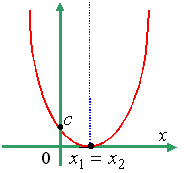 C
x
0 x₁ = x₂